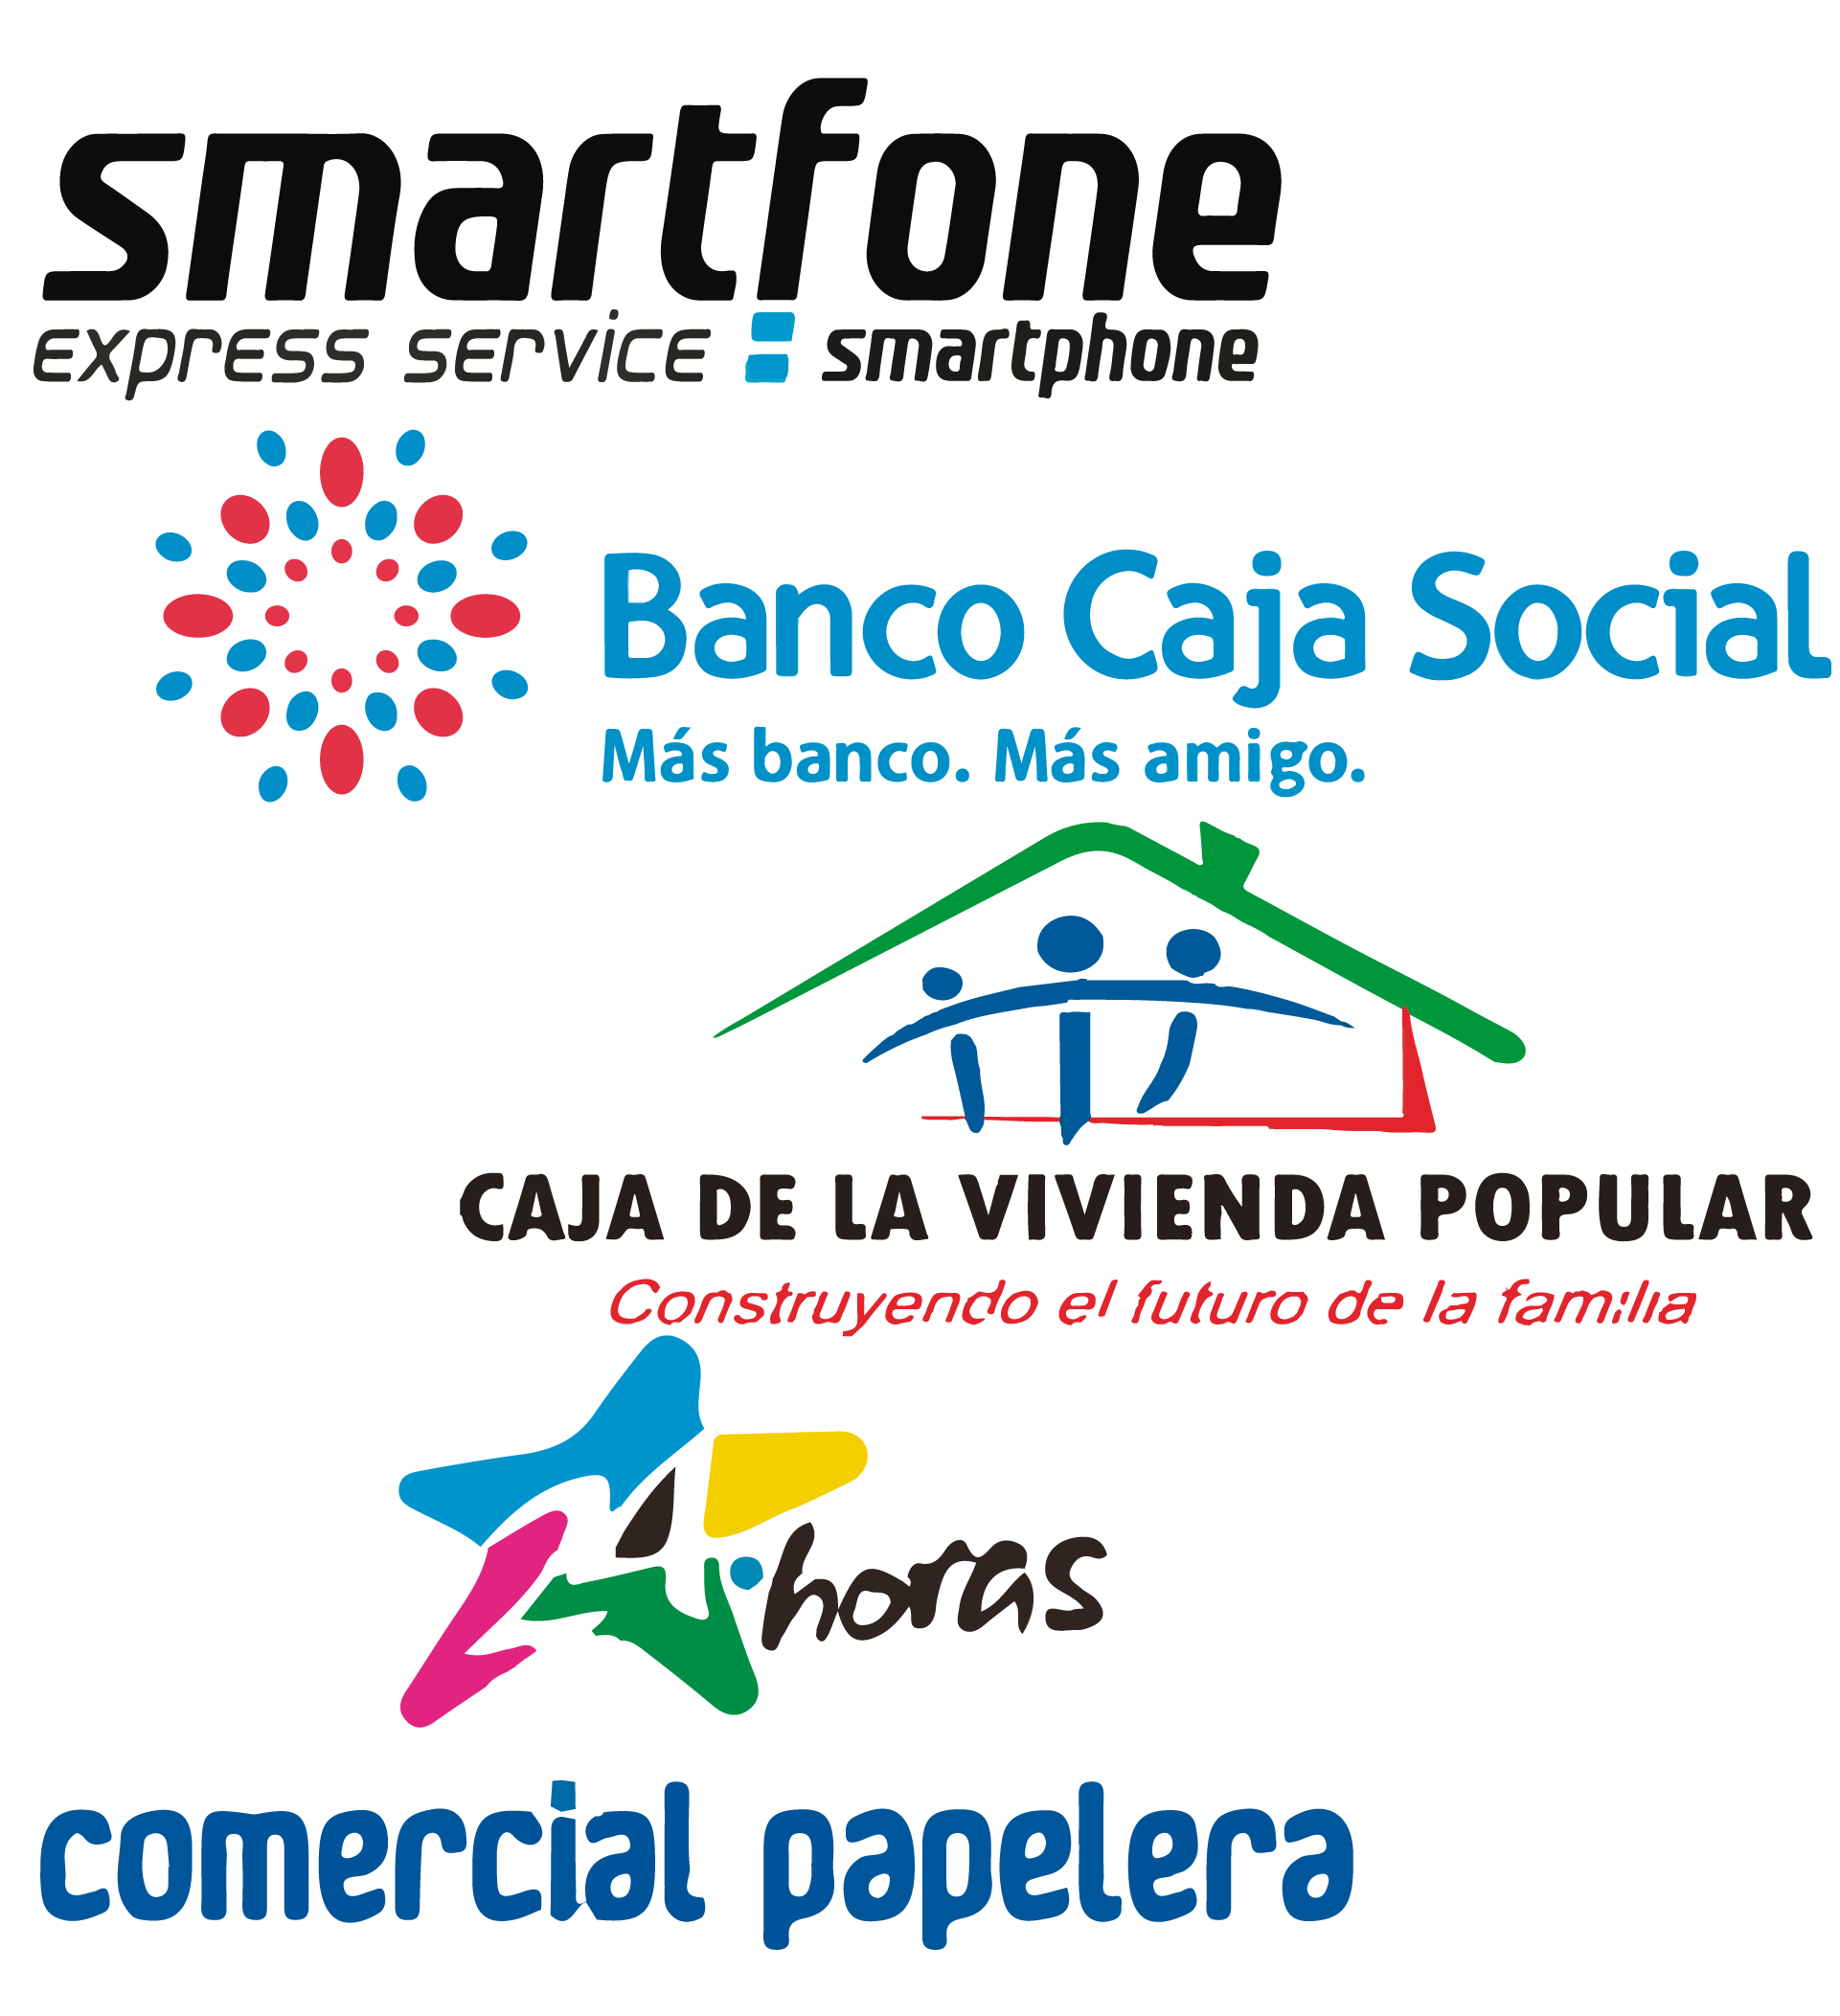 smartfone
express service smartphone
Banco Caja Social
Más banco. Más amigo.
CAJA DE LA VIVIENDA POPULAR
Construyendo el futuro de la familia
horas
comercial papelera